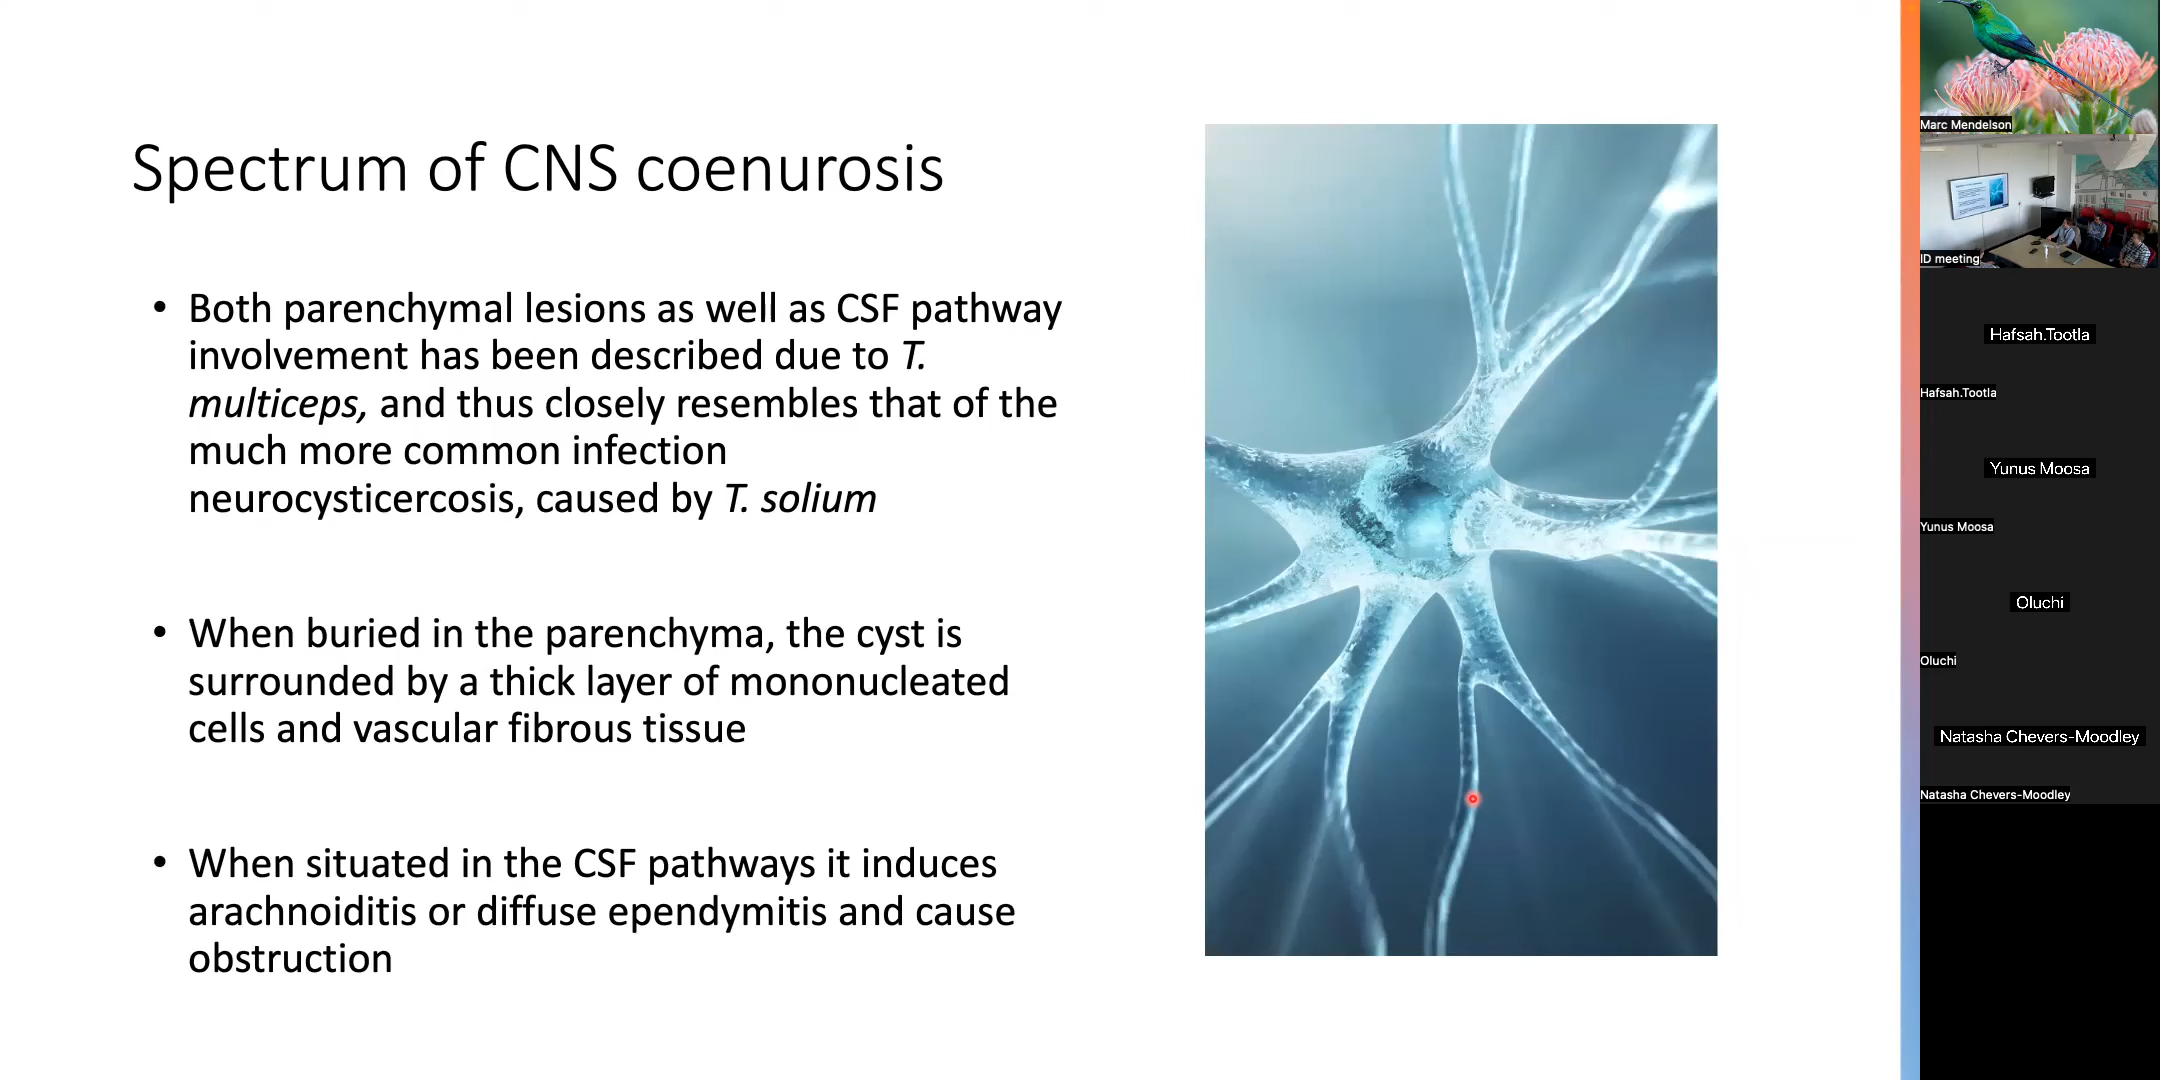 Spectrum of CNS coenurosis
• Both parenchymal lesions as well as CSF pathway
involvement has been described due to T.
multiceps, and thus closely resembles that of the
much more common infection
neurocysticercosis, caused by T. solium
• When buried in the parenchyma, the cyst is
surrounded by a thick layer of mononucleated
cells and vascular fibrous tissue
• When situated in the CSF pathways it induces
arachnoiditis or diffuse ependymitis and cause
obstruction
Marc Mendelson
ID meeting
Hafsah.Tootla
Hafsah.Tootla
Yunus Moosa
Yunus Moosa
Oluchi
Oluchi
Natasha Chevers-Moodley
Natasha Chevers-Moodley